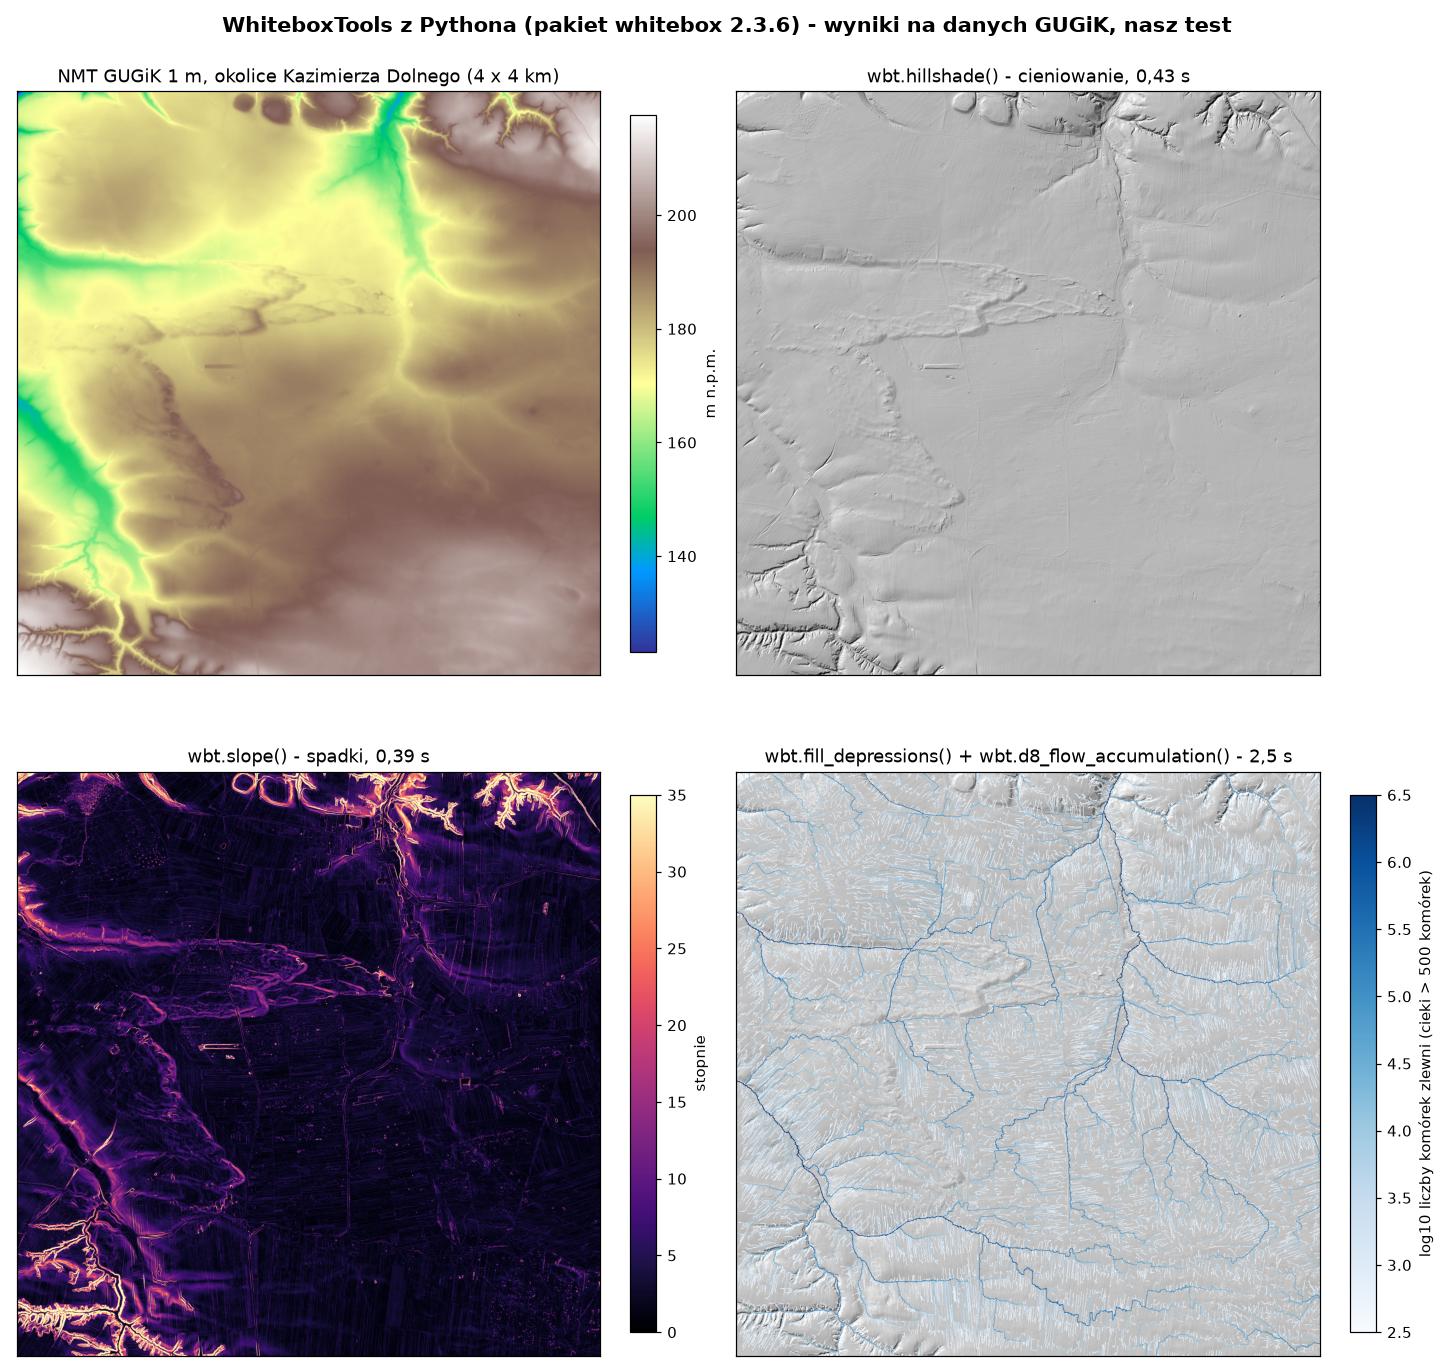 WhiteboxTools z Pythona (pakiet whitebox 2.3.6) - wyniki na danych GUGiK, nasz test
NMT GUGiK 1 m, okolice Kazimierza Dolnego (4 x 4 km)
200
180
160
140
m n.p.m.
wbt.hillshade() - cieniowanie, 0,43 s
wbt.slope() - spadki, 0,39 s
35
30
25
20
15
10
5
0
stopnie
wbt.fill_depressions() + wbt.d8_flow_accumulation() - 2,5 s
6.5
6.0
5.5
5.0
4.5
4.0
3.5
3.0
2.5
log10 liczby komórek zlewni (cieki > 500 komórek)